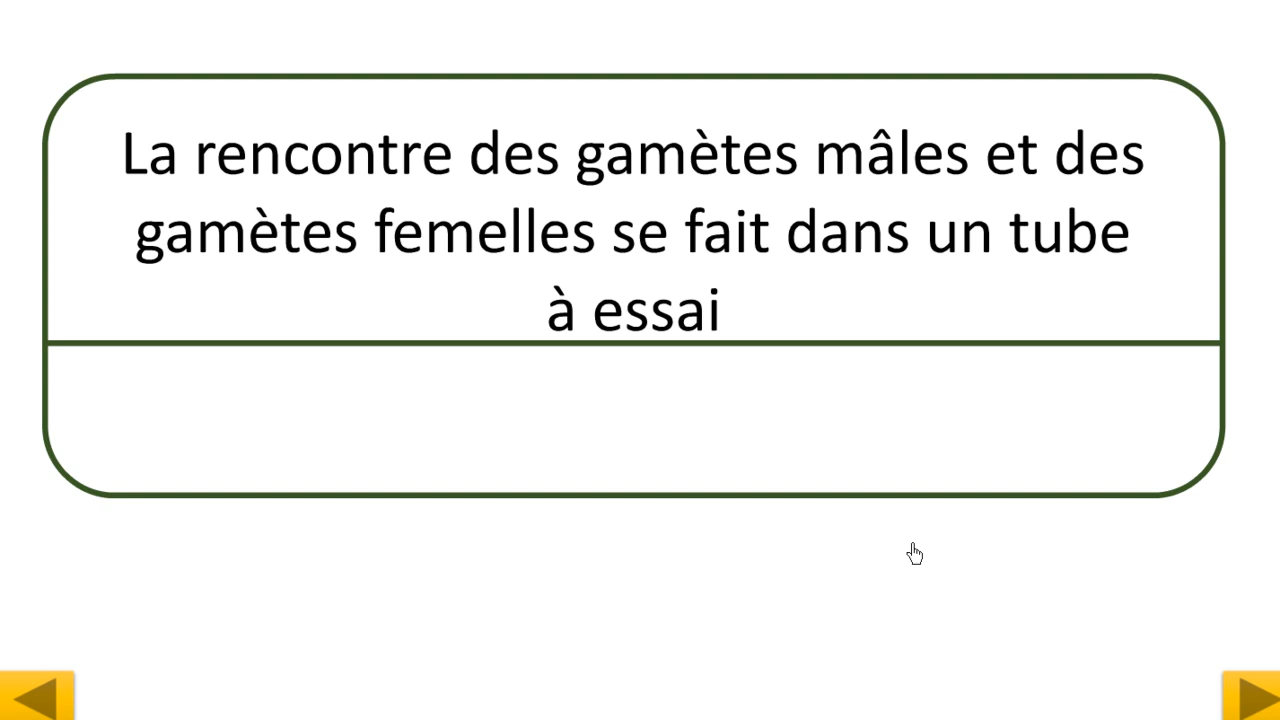 La rencontre des gamètes mâles et des
gamètes femelles se fait dans un tube
à essai